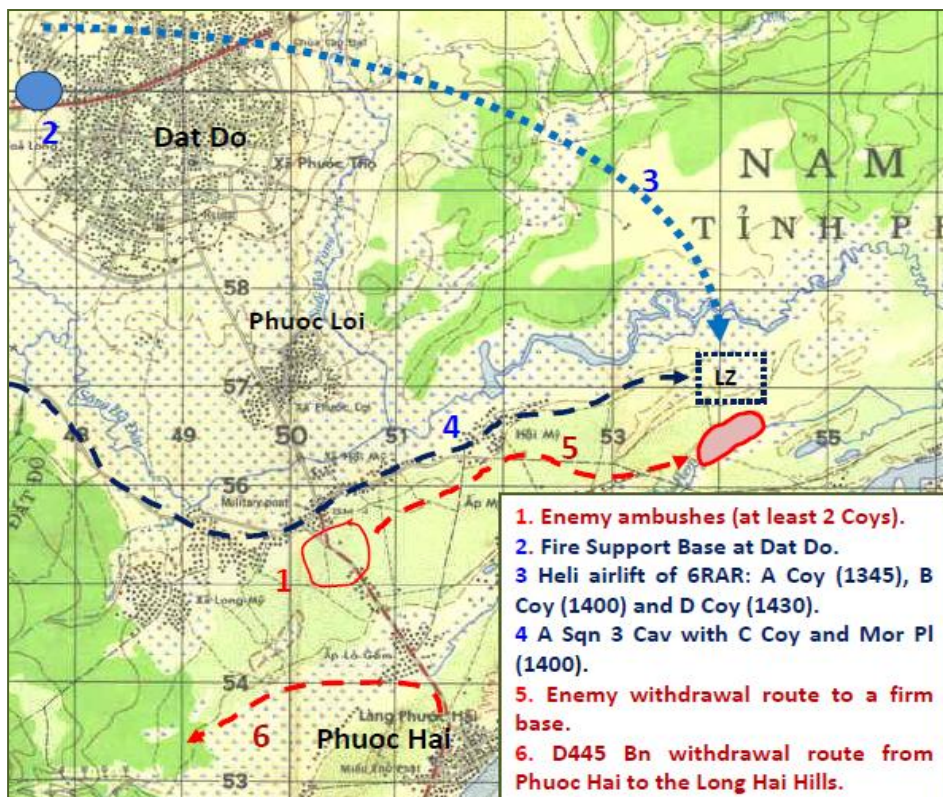 Dat Do
2
Xã Phước Thọ
3
N A M
T Ỉ N H P
58
Phuoc Loi
57
LZ
Xã Phước Lợi
48
49
50
51
4
Hội Mỹ
53
55
5
Xã Hội Mỹ
56
Military post
Ấp M
ĐẤT ĐỎ
1
Xã Long-Mỹ
Ấp Lò Gốm
54
Làng Phước Hải
6
Phuoc Hai
53
1. Enemy ambushes (at least 2 Coys).
2. Fire Support Base at Dat Do.
3 Heli airlift of 6RAR: A Coy (1345), B
Coy (1400) and D Coy (1430).
4 A Sqn 3 Cav with C Coy and Mor Pl
(1400).
5. Enemy withdrawal route to a firm
base.
6. D445 Bn withdrawal route from
Phuoc Hai to the Long Hai Hills.